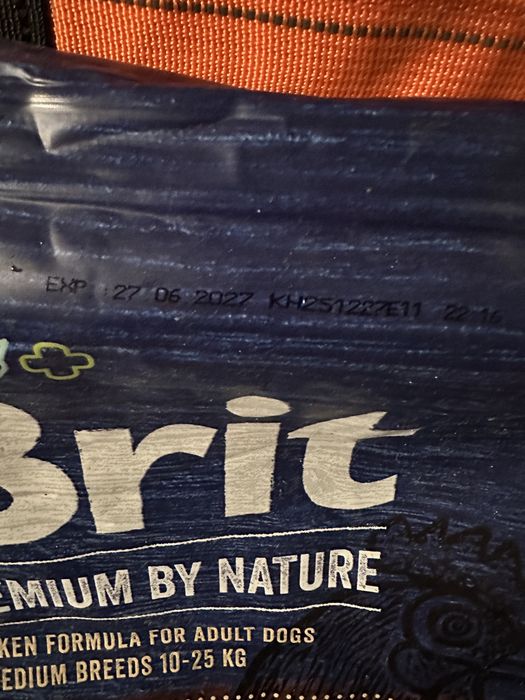 EXP. 27 06 2027 KH251227E11 22 16
Brit
EMIUM BY NATURE
KEN FORMULA FOR ADULT DOGS
EDIUM BREEDS 10-25 KG